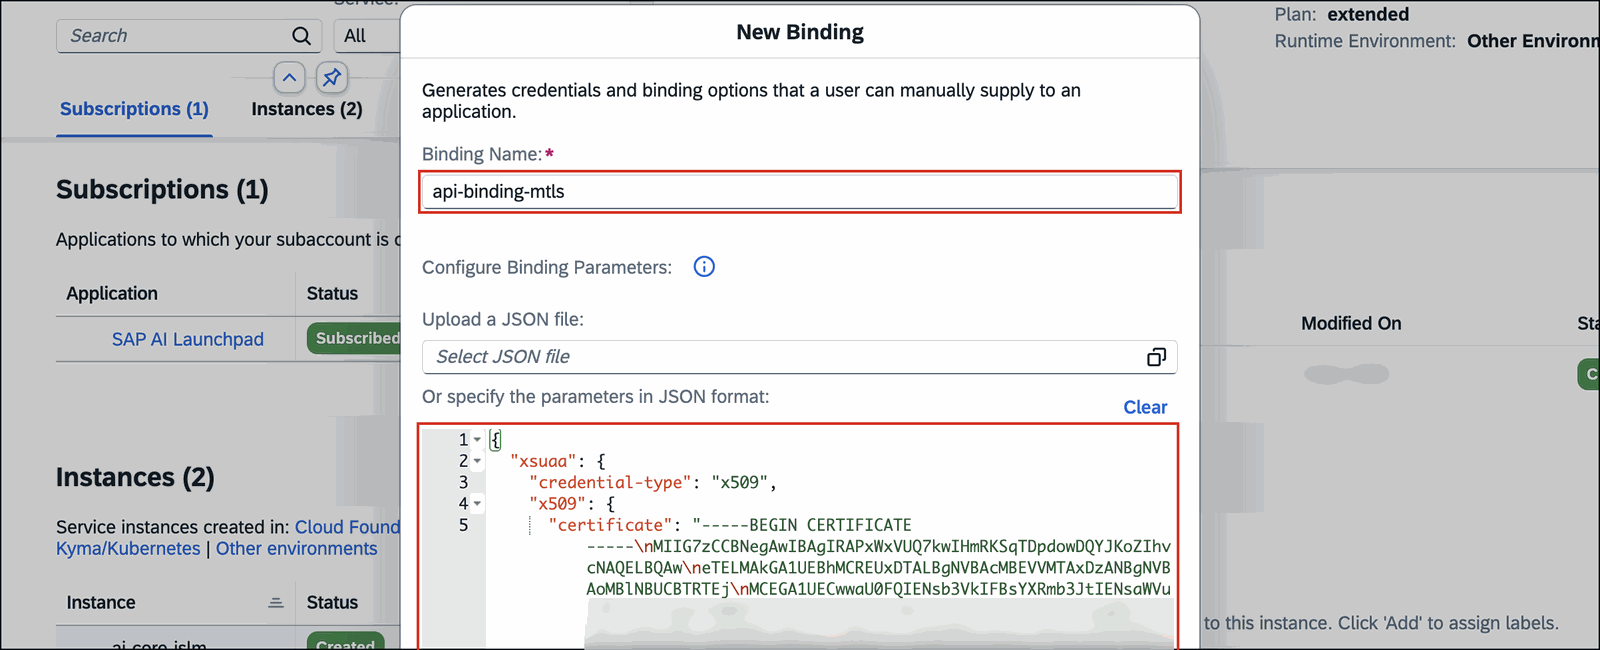 Service:
Search
All
Subscriptions (1)
Instances (2)
Subscriptions (1)
Applications to which your subaccount is
Application
Status
SAP AI Launchpad
Subscribed
Instances (2)
Service instances created in: Cloud Found
Kyma/Kubernetes | Other environments
Instance
Status
ai-core-islm
Created
New Binding
Generates credentials and binding options that a user can manually supply to an
application.
Binding Name:*
api-binding-mtls
Configure Binding Parameters:
Upload a JSON file:
Select JSON file
Or specify the parameters in JSON format:
Clear
1 {
2 "xsuaa": {
3 "credential-type": "x509",
4 "x509": {
5 "certificate": "-----BEGIN CERTIFICATE
-----\nMIIG7zCCBNegAwIBAgIRAPxWxVUQ7kwIHmRKSqTDpdowDQYJKoZIhv
cNAQELBQAw\neTELMAkGA1UEBhMCREUxDTALBgNVBAcMBEVVMTAxDzANBgNVB
AoMBlNBUCBTRTEj\nMCEGA1UECwwaU0FQIENsb3VkIFBsYXRmb3JtIENsaWVu
Plan: extended
Runtime Environment: Other Environm
Modified On
Sta
C
to this instance. Click 'Add' to assign labels.